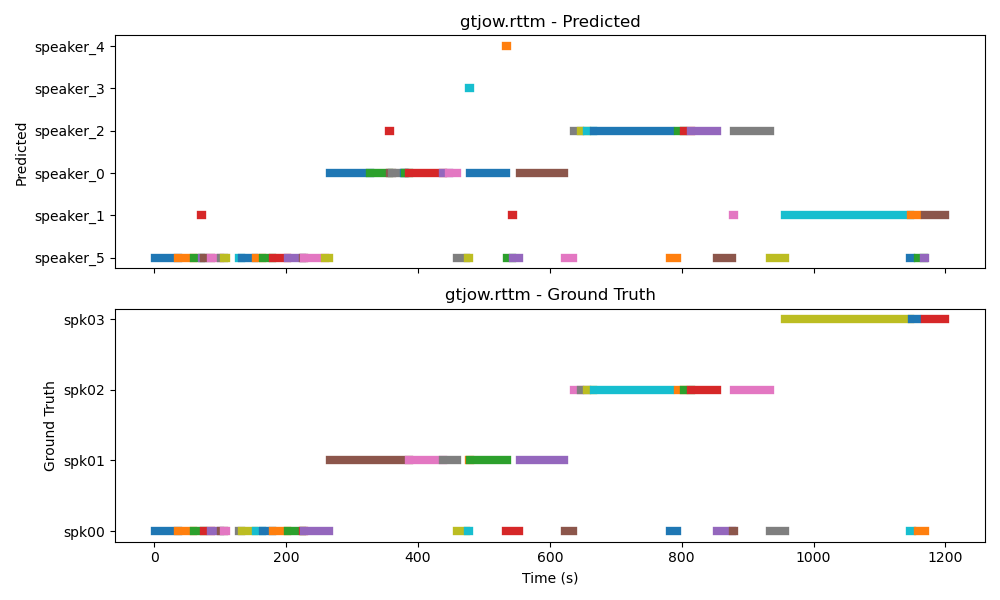 gtjow.rttm - Predicted
Predicted
speaker_4
speaker_3
speaker_2
speaker_0
speaker_1
speaker_5
gtjow.rttm - Ground Truth
Ground Truth
spk03
spk02
spk01
spk00
0 200 400 600 800 1000 1200
Time (s)